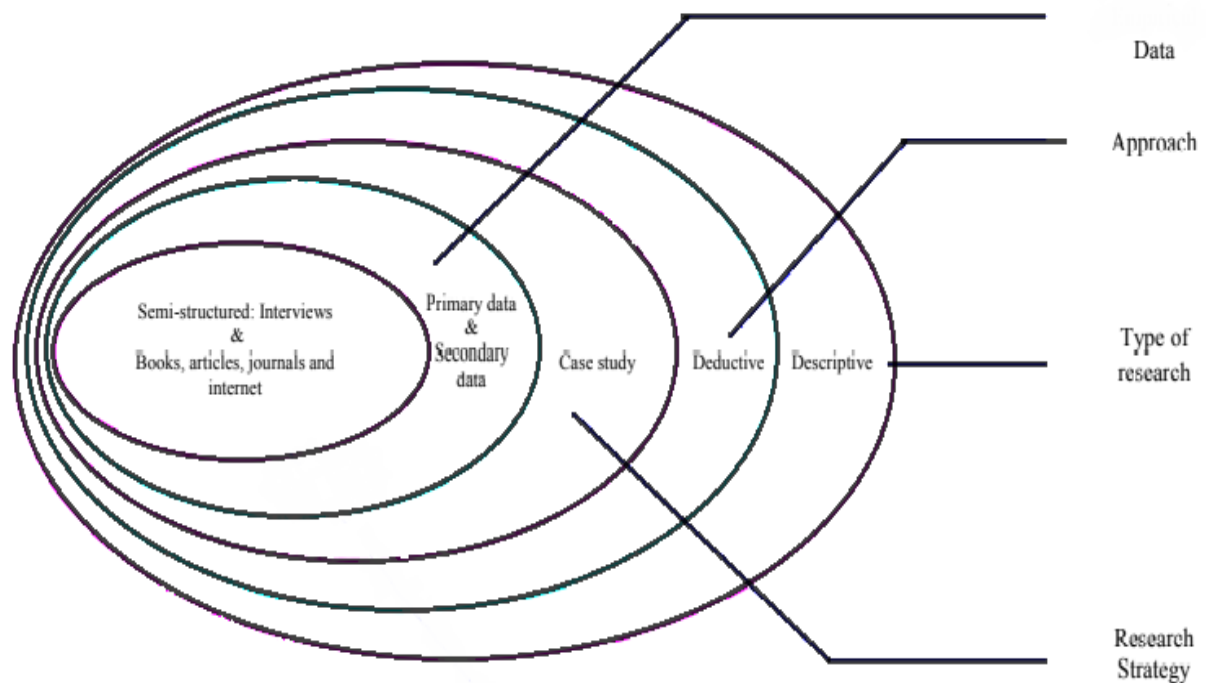 Data
Approach
Semi-structured: Interviews
&
Books, articles, journals and
internet
Primary data
&
Secondary
data
Case study
Deductive
Descriptive
Type of
research
Research
Strategy